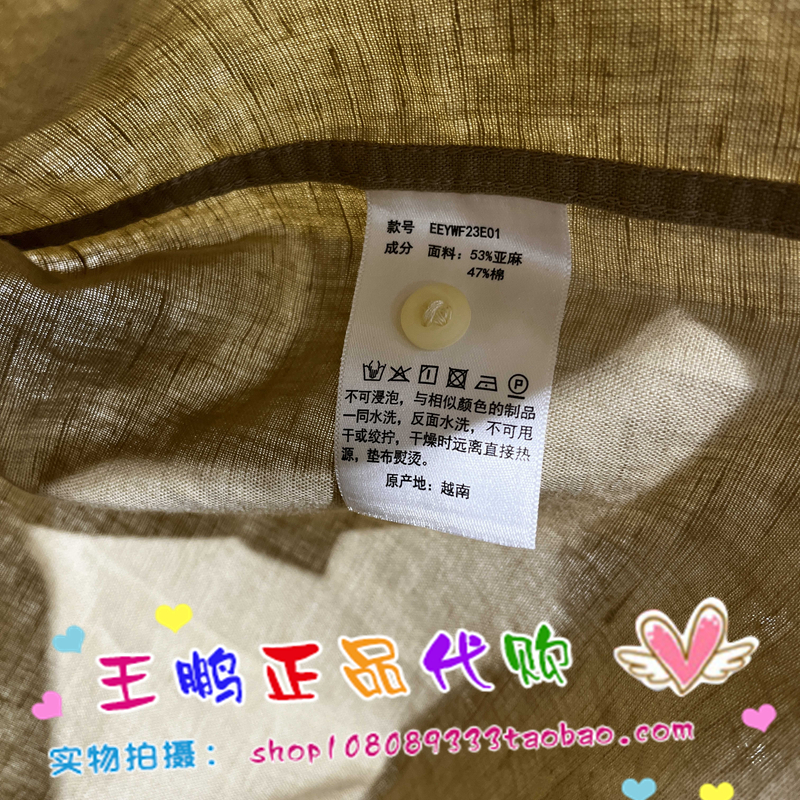 款号 EEYWF23E01
成分 面料：53%亚麻
47%棉
P
不可浸泡，与相似颜色的制品
一同水洗，反面水洗，不可甩
干或绞拧，干燥时远离直接热
源，垫布熨烫。
原产地：越南
王鹏正品代购
实物拍摄：shop108089333taobao.com